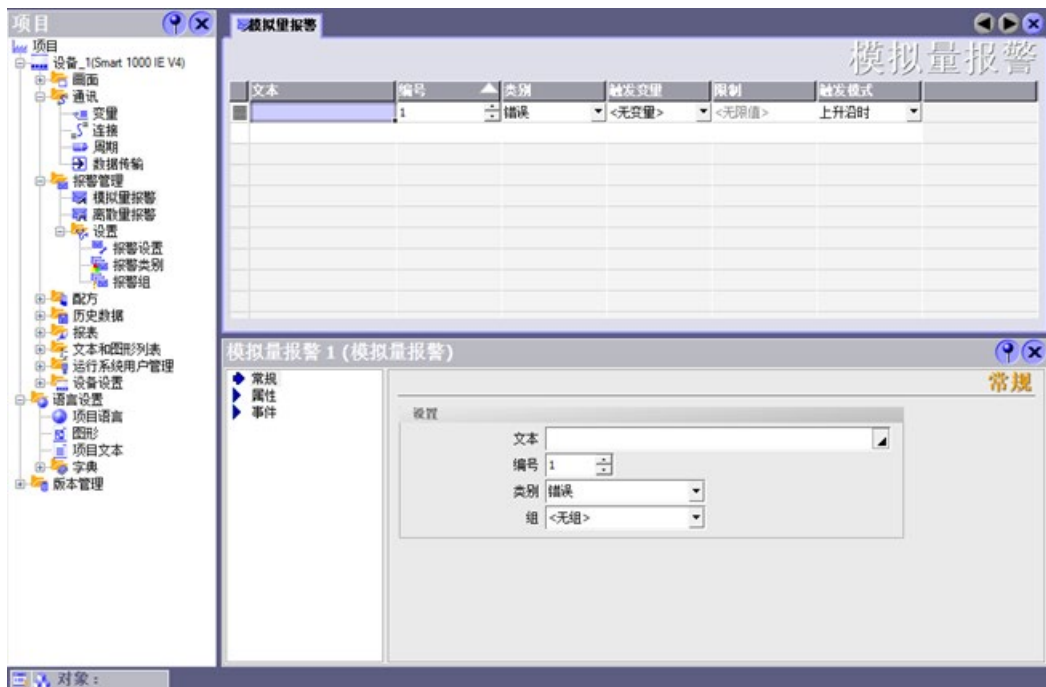 项目
项目
设备_1(Smart 1000 IE V4)
画面
通讯
变量
连接
周期
数据传输
报警管理
模拟量报警
离散量报警
设置
报警设置
报警类别
报警组
配方
历史数据
报表
文本和图形列表
运行系统用户管理
设备设置
语言设置
项目语言
图形
项目文本
字典
版本管理
模拟量报警
模拟量报警
文本 编号 类别 触发变量 限制 触发模式
1 错误 <无变量> <无限值> 上升沿时
模拟量报警 1 (模拟量报警)
常规
属性
事件
常规
设置
文本
编号 1
类别 错误
组 <无组>
对象：